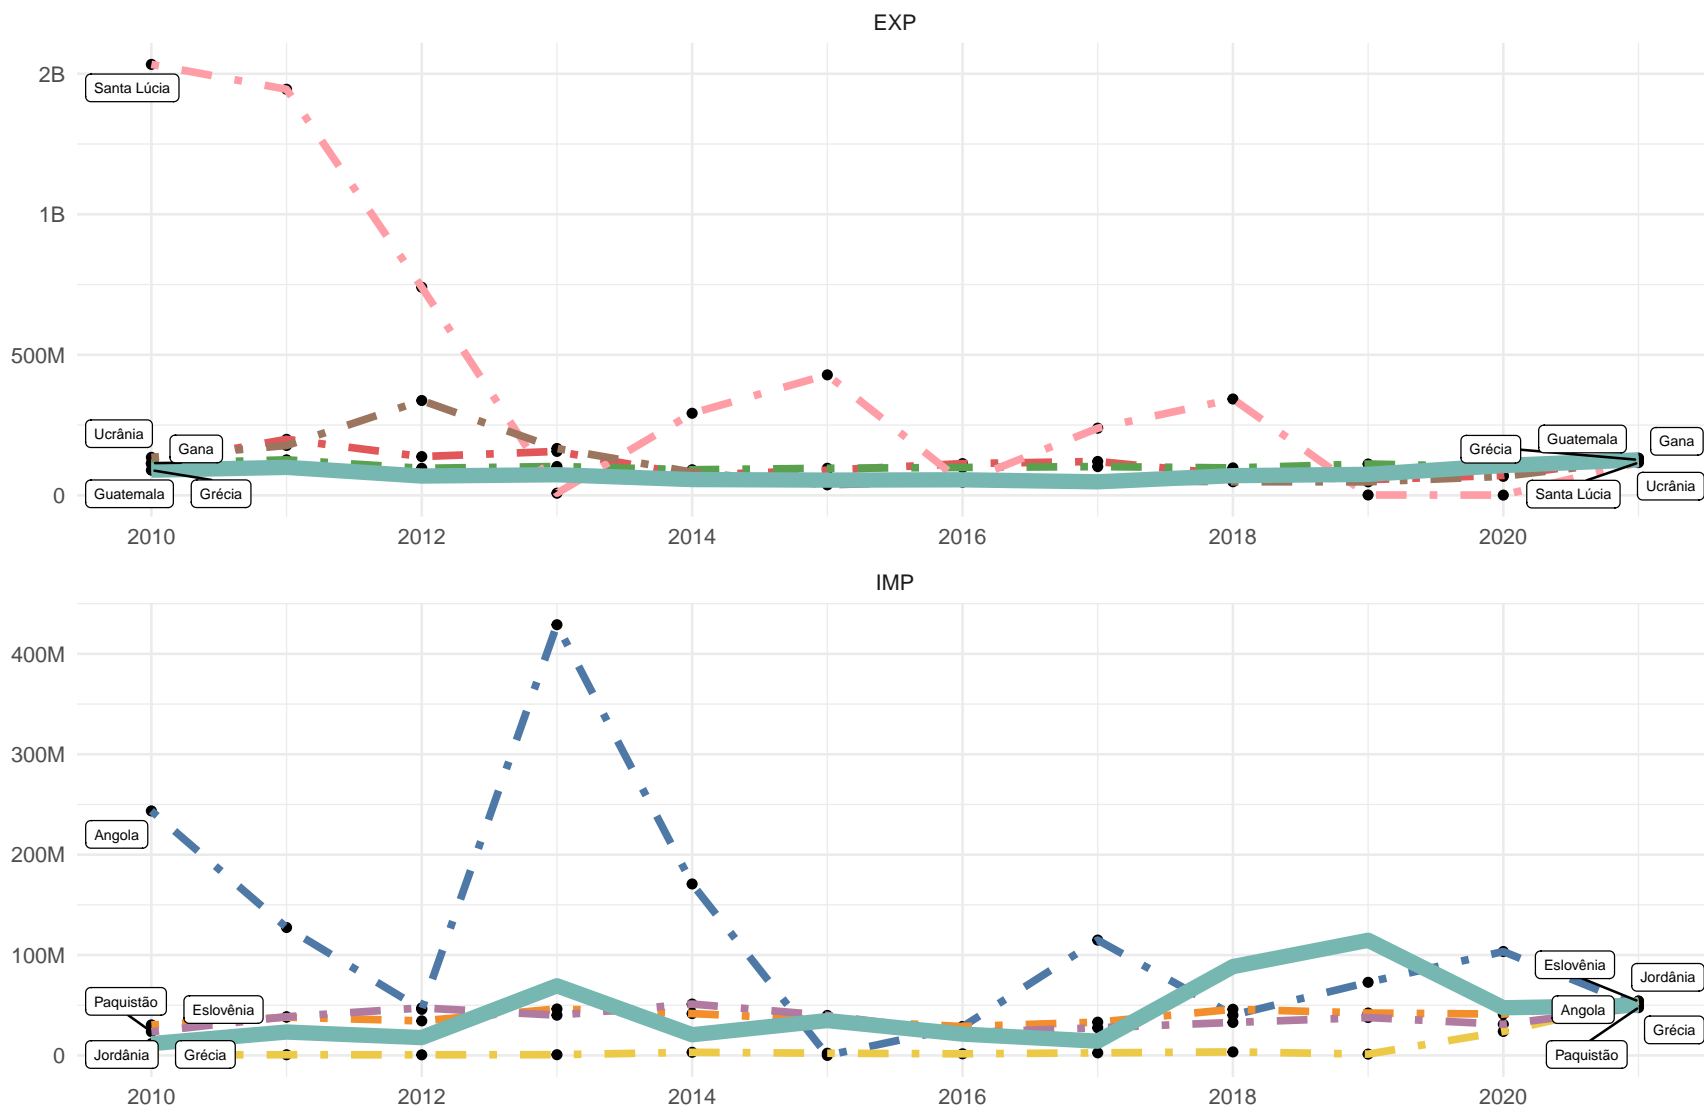 EXP
2B
1B
500M
0
Santa Lúcia
Ucrânia
Gana
Guatemala
Grécia
Grécia
Guatemala
Gana
Santa Lúcia
Ucrânia
2010
2012
2014
2016
2018
2020
IMP
400M
300M
200M
100M
0
Angola
Paquistão
Eslovênia
Jordânia
Grécia
Eslovênia
Jordânia
Angola
Grécia
Paquistão
2010
2012
2014
2016
2018
2020